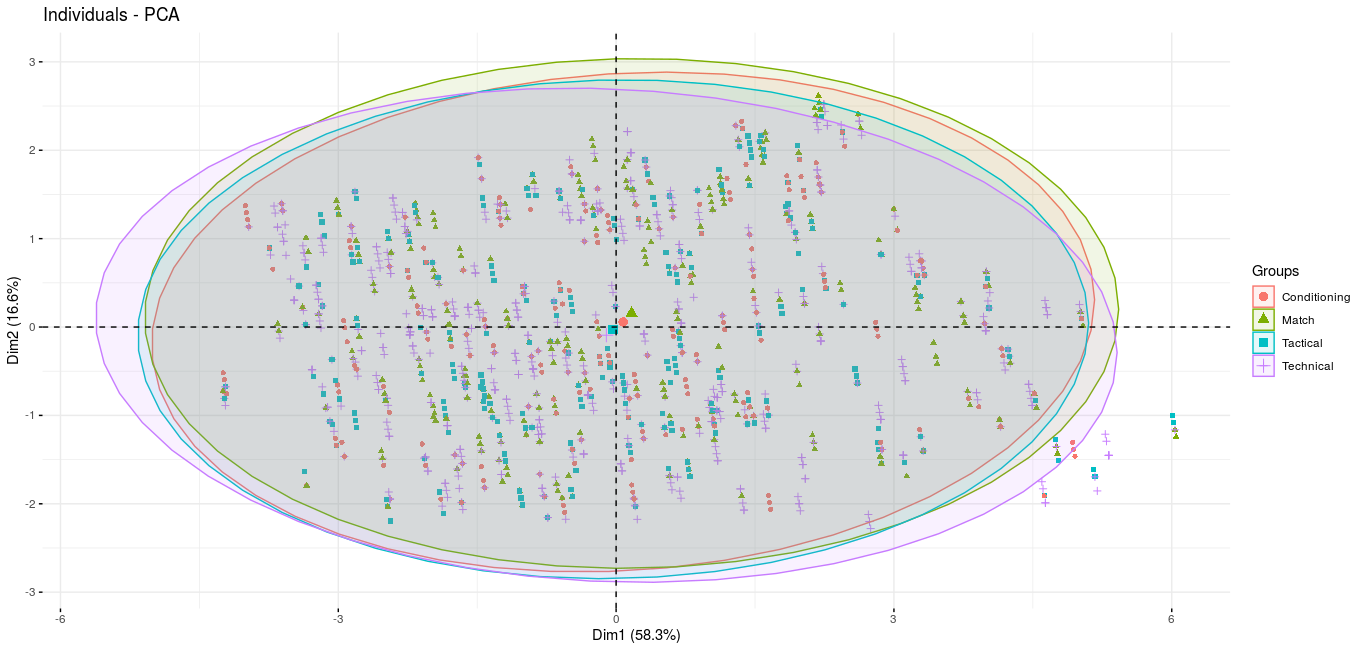 Individuals - PCA
3
2
1
0
-1
-2
-3
Dim2 (16.6%)
-6
-3
0
3
6
Dim1 (58.3%)
Groups
Conditioning
Match
Tactical
Technical